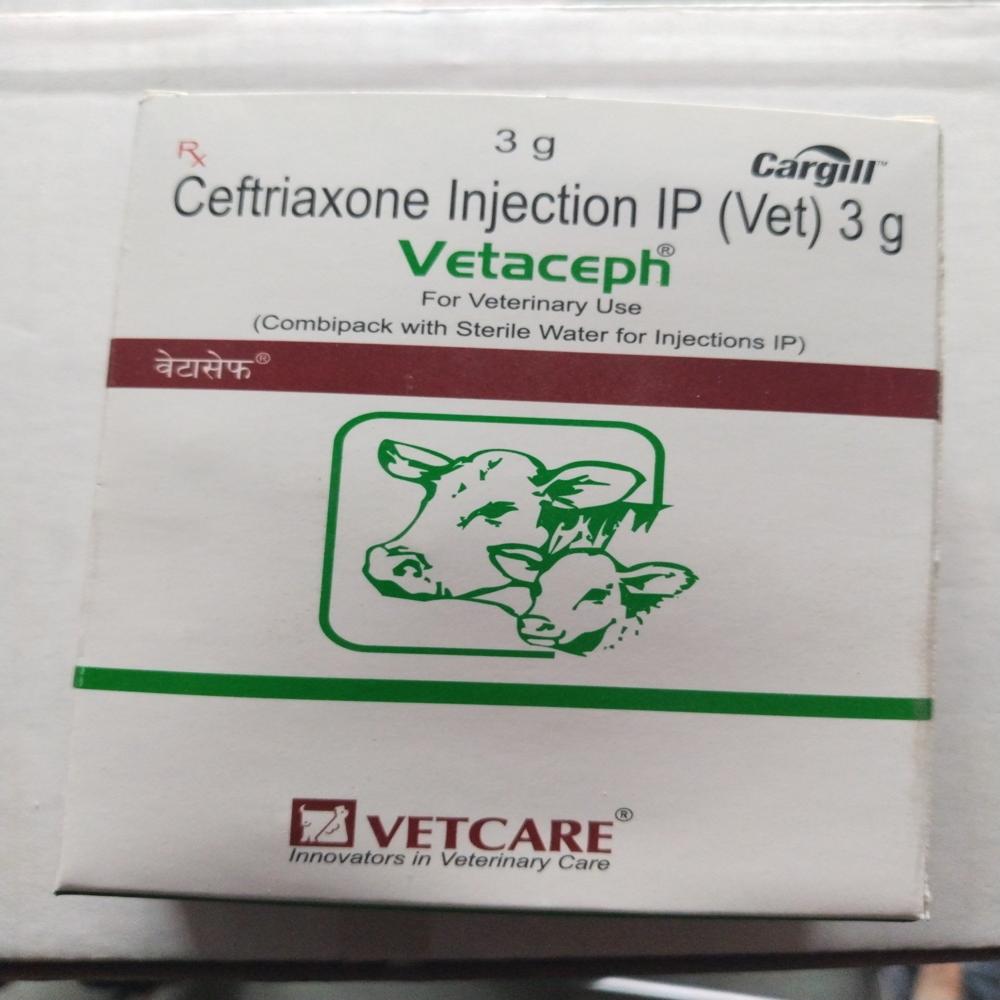 3 g
Rx
Cargill™
Ceftriaxone Injection IP (Vet) 3 g
Vetaceph®
For Veterinary Use
(Combipack with Sterile Water for Injections IP)
वेटासेफ®
VETCARE®
Innovators in Veterinary Care